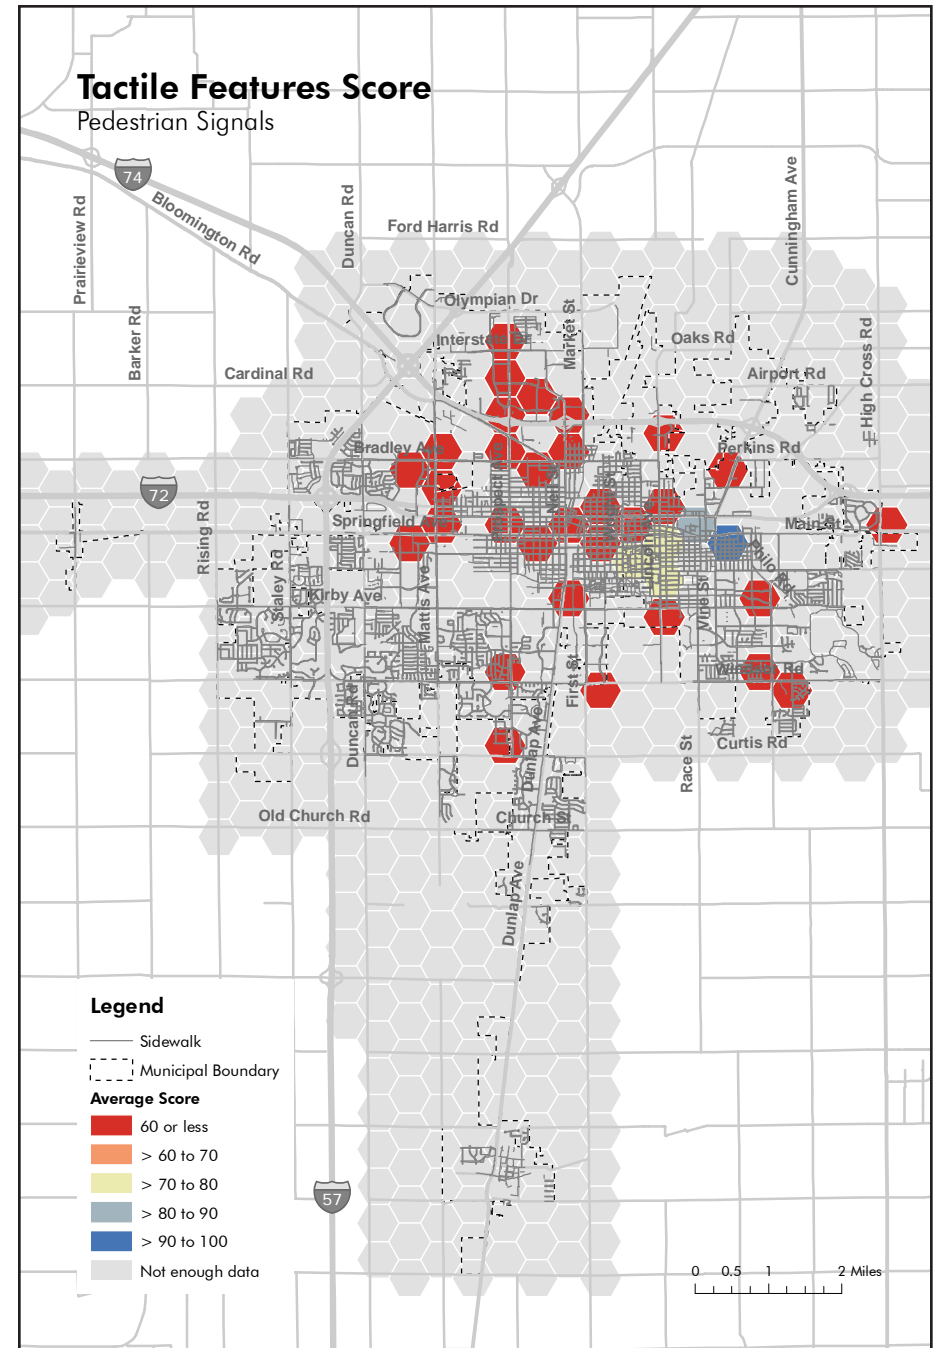 Tactile Features Score
Pedestrian Signals
74
Bloomington Rd
Prairieview Rd
Barker Rd
Duncan Rd
Ford Harris Rd
Cunningham Ave
Olympian Dr
Market St
Interstate Dr
Oaks Rd
Cardinal Rd
Airport Rd
High Cross Rd
Bradley Ave
Perkins Rd
72
Rising Rd
Springfield Ave
Main St
Staley Rd
Kirby Ave
Mattis Ave
Vine St
Philo Rd
First St
Windsor Rd
Duncan Rd
Dunlap Ave
Race St
Curtis Rd
Old Church Rd
Church St
Dunlap Ave
57
Legend
Sidewalk
Municipal Boundary
Average Score
60 or less
> 60 to 70
> 70 to 80
> 80 to 90
> 90 to 100
Not enough data
0 0.5 1 2 Miles